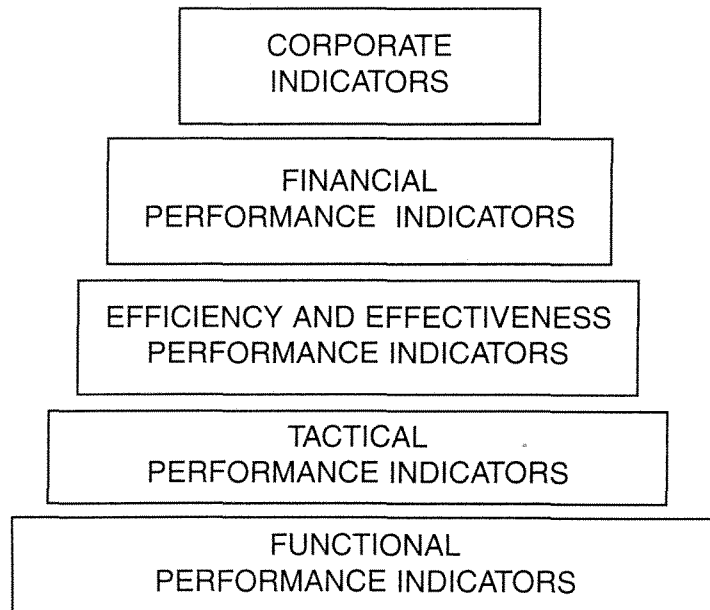 CORPORATE
INDICATORS
FINANCIAL
PERFORMANCE INDICATORS
EFFICIENCY AND EFFECTIVENESS
PERFORMANCE INDICATORS
TACTICAL
PERFORMANCE INDICATORS
FUNCTIONAL
PERFORMANCE INDICATORS